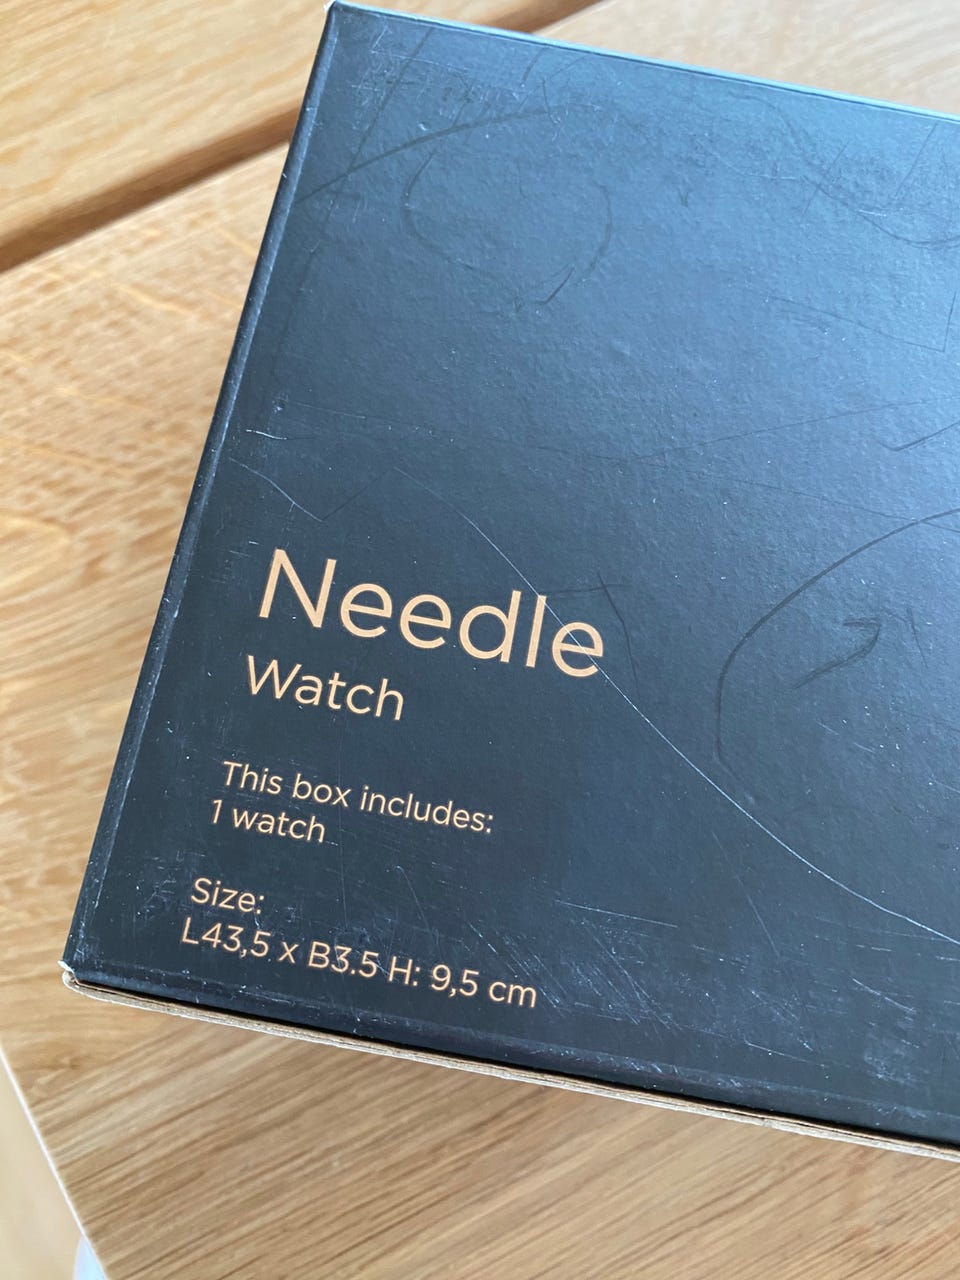 Needle
Watch
This box includes:
1 watch
Size:
L43,5 x B3.5 H: 9,5 cm